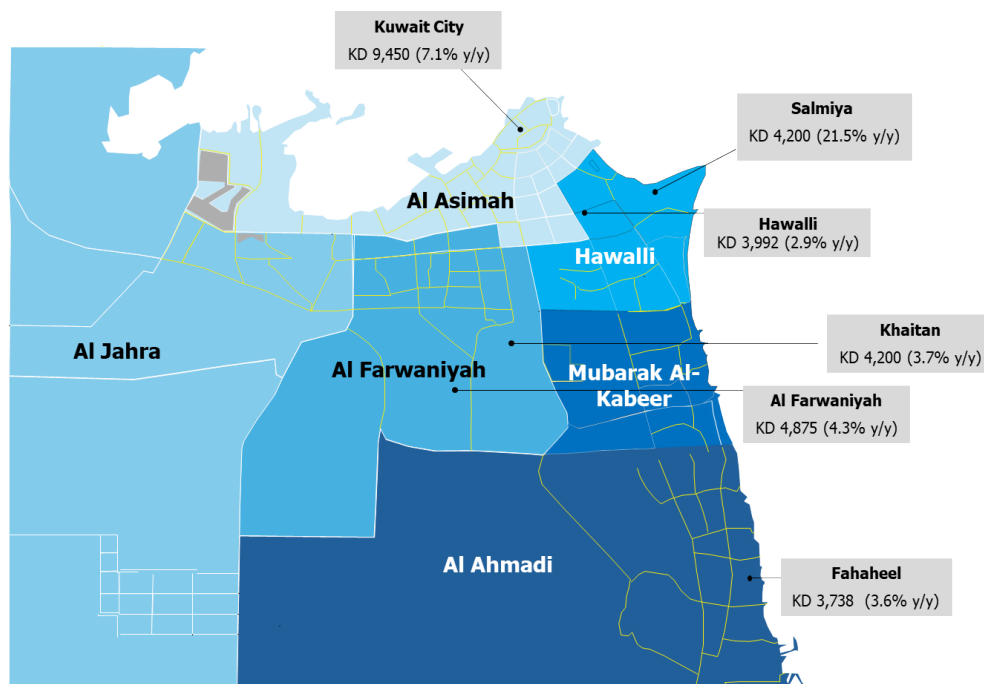 Kuwait City
KD 9,450 (7.1% y/y)
Salmiya
KD 4,200 (21.5% y/y)
Al Asimah
Hawalli
KD 3,992 (2.9% y/y)
Hawalli
Khaitan
KD 4,200 (3.7% y/y)
Al Jahra
Al Farwaniyah
Mubarak Al-
Kabeer
Al Farwaniyah
KD 4,875 (4.3% y/y)
Al Ahmadi
Fahaheel
KD 3,738 (3.6% y/y)